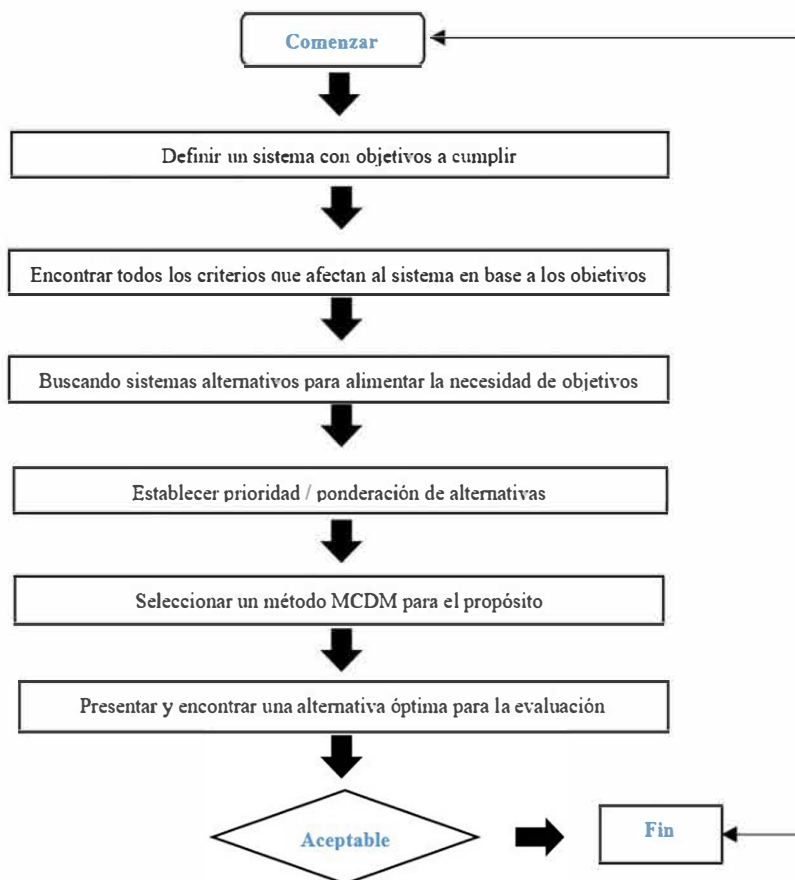 Comenzar
Definir un sistema con objetivos a cumplir
Encontrar todos los criterios que afectan al sistema en base a los objetivos
Buscando sistemas alternativos para alimentar la necesidad de objetivos
Establecer prioridad / ponderación de alternativas
Seleccionar un método MCDM para el propósito
Presentar y encontrar una alternativa óptima para la evaluación
Aceptable
Fin